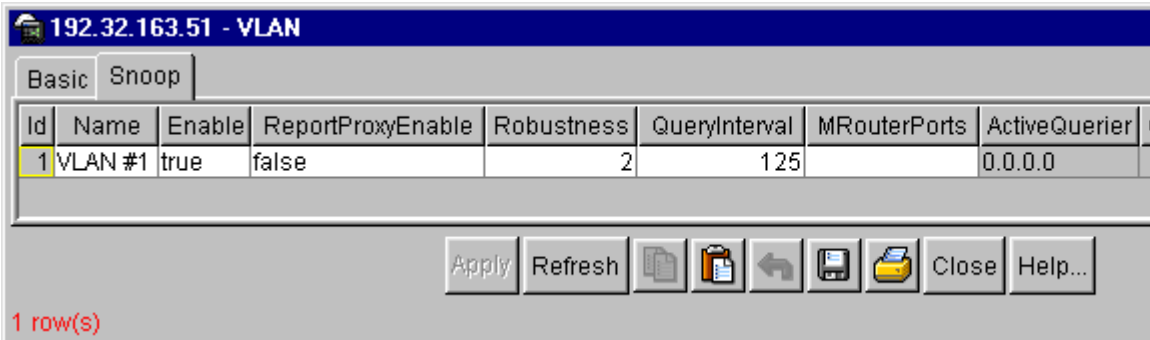 192.32.163.51 - VLAN
Basic Snoop
Id Name Enable ReportProxyEnable Robustness QueryInterval MRouterPorts ActiveQuerier
1 VLAN #1 true false 2 125 0.0.0.0
Apply Refresh Close Help...
1 row(s)